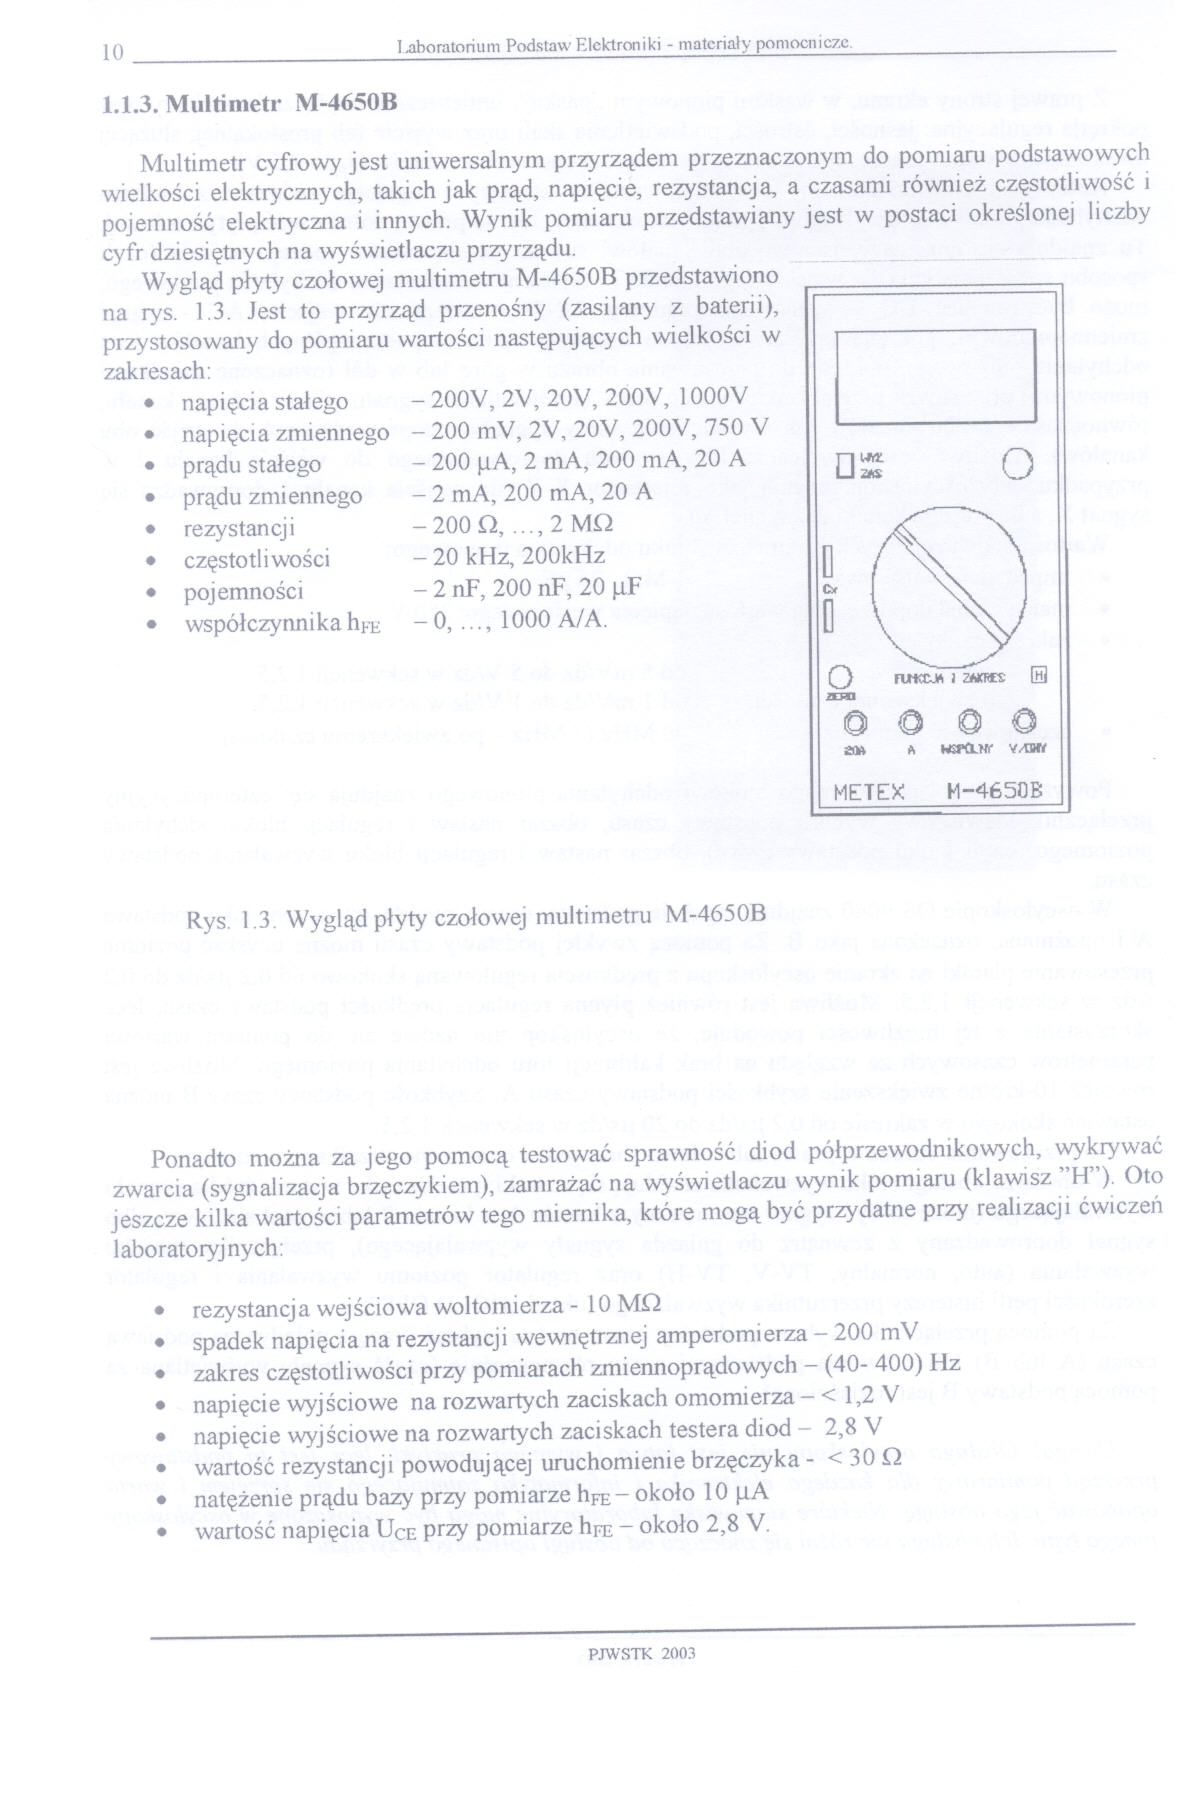 10 Laboratorium Podstaw Elektroniki - materiały pomocnicze.
1.1.3. Multimetr M-4650B
Multimetr cyfrowy jest uniwersalnym przyrządem przeznaczonym do pomiaru podstawowych
wielkości elektrycznych, takich jak prąd, napięcie, rezystancja, a czasami również częstotliwość i
pojemność elektryczna i innych. Wynik pomiaru przedstawiany jest w postaci określonej liczby
cyfr dziesiętnych na wyświetlaczu przyrządu.
Wygląd płyty czołowej multimetru M-4650B przedstawiono
na rys. 1.3. Jest to przyrząd przenośny (zasilany z baterii),
przystosowany do pomiaru wartości następujących wielkości w
zakresach:
• napięcia stałego – 200V, 2V, 20V, 200V, 1000V
• napięcia zmiennego – 200 mV, 2V, 20V, 200V, 750 V
• prądu stałego – 200 µA, 2 mA, 200 mA, 20 A
• prądu zmiennego – 2 mA, 200 mA, 20 A
• rezystancji – 200 Ω, ..., 2 MΩ
• częstotliwości – 20 kHz, 200kHz
• pojemności – 2 nF, 200 nF, 20 µF
• współczynnika hFE – 0, ..., 1000 A/A.
WYŁ
ZAS
Cx
FUNKCJA I ZAKRES H
ZERO
20A A WSPÓLNY V/OHMY
METEX M-4650B
Rys. 1.3. Wygląd płyty czołowej multimetru M-4650B
Ponadto można za jego pomocą testować sprawność diod półprzewodnikowych, wykrywać
zwarcia (sygnalizacja brzęczykiem), zamrażać na wyświetlaczu wynik pomiaru (klawisz ”H”). Oto
jeszcze kilka wartości parametrów tego miernika, które mogą być przydatne przy realizacji ćwiczeń
laboratoryjnych:
• rezystancja wejściowa woltomierza - 10 MΩ
• spadek napięcia na rezystancji wewnętrznej amperomierza – 200 mV
• zakres częstotliwości przy pomiarach zmiennoprądowych – (40- 400) Hz
• napięcie wyjściowe na rozwartych zaciskach omomierza – < 1,2 V
• napięcie wyjściowe na rozwartych zaciskach testera diod – 2,8 V
• wartość rezystancji powodującej uruchomienie brzęczyka - < 30 Ω
• natężenie prądu bazy przy pomiarze hFE – około 10 µA
• wartość napięcia UCE przy pomiarze hFE – około 2,8 V.
PJWSTK 2003